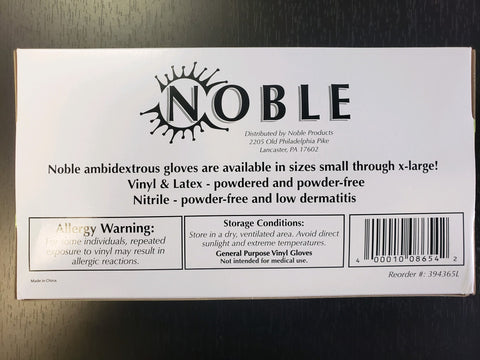 NOBLE
Distributed by Noble Products
2205 Old Philadelphia Pike
Lancaster, PA 17602
Noble ambidextrous gloves are available in sizes small through x-large!
Vinyl & Latex - powdered and powder-free
Nitrile - powder-free and low dermatitis
Allergy Warning:
For some individuals, repeated
exposure to vinyl may result in
allergic reactions.
Storage Conditions:
Store in a dry, ventilated area. Avoid direct
sunlight and extreme temperatures.
General Purpose Vinyl Gloves
Not intended for medical use.
4 00010 08654 2
Reorder #: 394365L
Made in China.